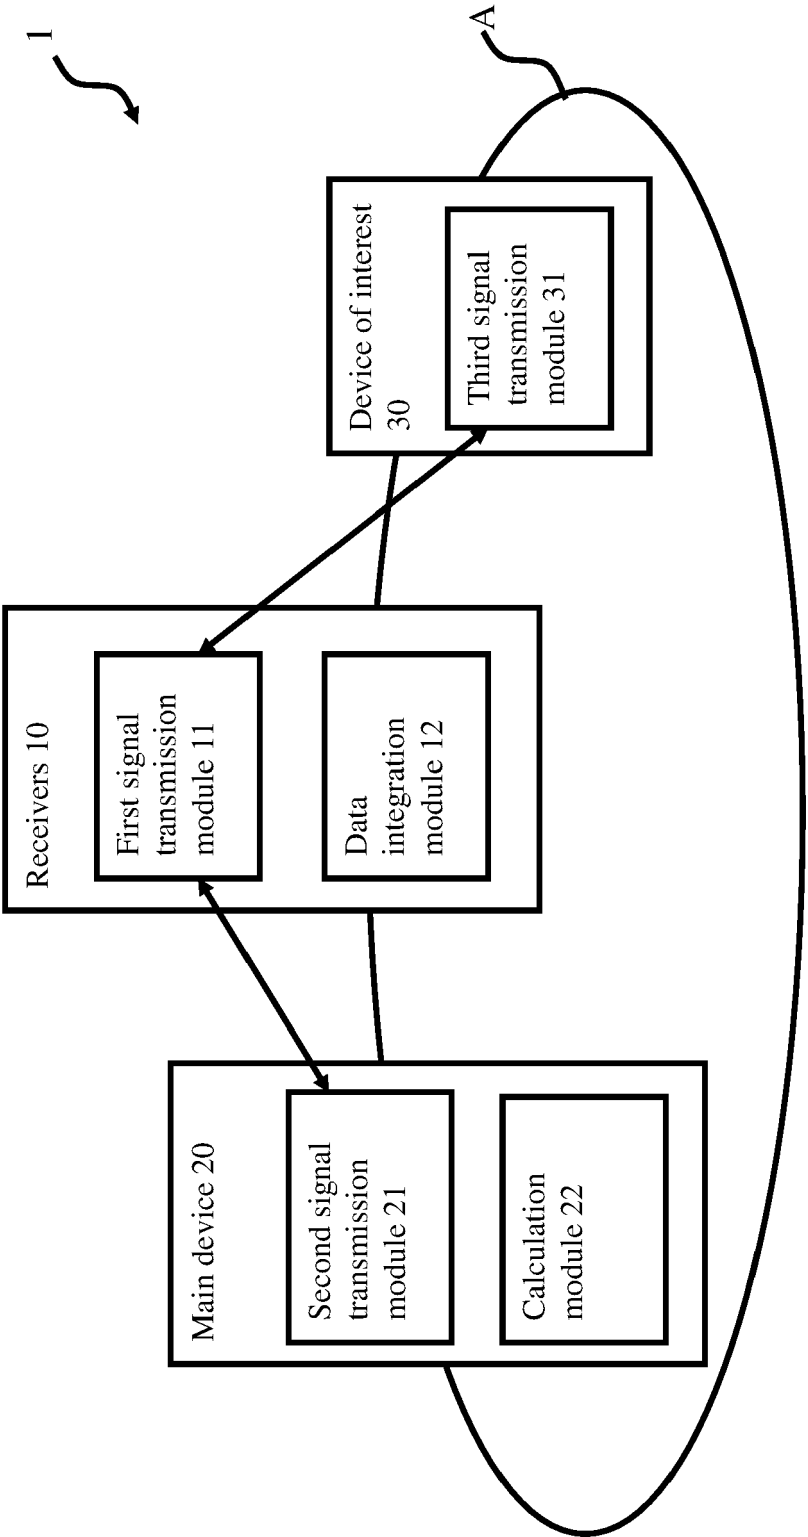 1
A
Main device 20
Second signal
transmission
module 21
Calculation
module 22
Receivers 10
First signal
transmission
module 11
Data
integration
module 12
Device of interest
30
Third signal
transmission
module 31